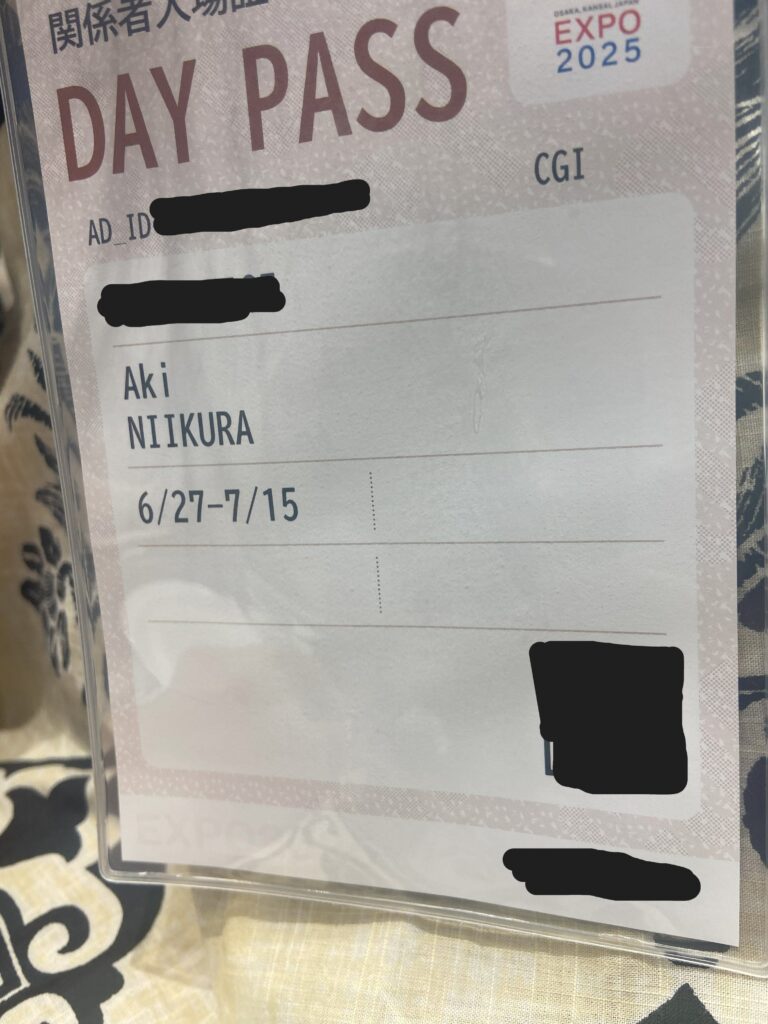 関係者入場証
OSAKA, KANSAI, JAPAN
EXPO
2025
DAY PASS
CGI
AD_ID
Aki
NIIKURA
6/27-7/15